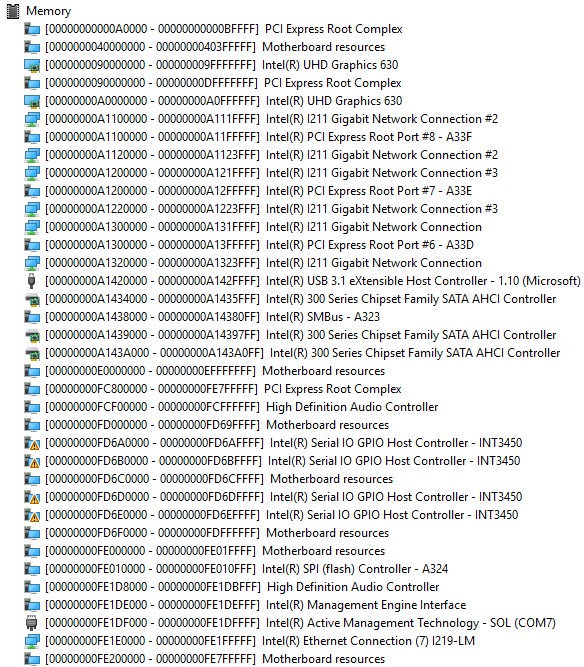 Memory
[00000000000A0000 - 00000000000BFFFF] PCI Express Root Complex
[0000000040000000 - 00000000403FFFFF] Motherboard resources
[0000000090000000 - 000000009FFFFFFF] Intel(R) UHD Graphics 630
[0000000090000000 - 00000000DFFFFFFF] PCI Express Root Complex
[00000000A0000000 - 00000000A0FFFFFF] Intel(R) UHD Graphics 630
[00000000A1100000 - 00000000A111FFFF] Intel(R) I211 Gigabit Network Connection #2
[00000000A1100000 - 00000000A11FFFFF] Intel(R) PCI Express Root Port #8 - A33F
[00000000A1120000 - 00000000A1123FFF] Intel(R) I211 Gigabit Network Connection #2
[00000000A1200000 - 00000000A121FFFF] Intel(R) I211 Gigabit Network Connection #3
[00000000A1200000 - 00000000A12FFFFF] Intel(R) PCI Express Root Port #7 - A33E
[00000000A1220000 - 00000000A1223FFF] Intel(R) I211 Gigabit Network Connection #3
[00000000A1300000 - 00000000A131FFFF] Intel(R) I211 Gigabit Network Connection
[00000000A1300000 - 00000000A13FFFFF] Intel(R) PCI Express Root Port #6 - A33D
[00000000A1320000 - 00000000A1323FFF] Intel(R) I211 Gigabit Network Connection
[00000000A1420000 - 00000000A142FFFF] Intel(R) USB 3.1 eXtensible Host Controller - 1.10 (Microsoft)
[00000000A1434000 - 00000000A1435FFF] Intel(R) 300 Series Chipset Family SATA AHCI Controller
[00000000A1438000 - 00000000A14380FF] Intel(R) SMBus - A323
[00000000A1439000 - 00000000A14397FF] Intel(R) 300 Series Chipset Family SATA AHCI Controller
[00000000A143A000 - 00000000A143A0FF] Intel(R) 300 Series Chipset Family SATA AHCI Controller
[00000000E0000000 - 00000000EFFFFFFF] Motherboard resources
[00000000FC800000 - 00000000FE7FFFFF] PCI Express Root Complex
[00000000FCF00000 - 00000000FCFFFFFF] High Definition Audio Controller
[00000000FD000000 - 00000000FD69FFFF] Motherboard resources
[00000000FD6A0000 - 00000000FD6AFFFF] Intel(R) Serial IO GPIO Host Controller - INT3450
[00000000FD6B0000 - 00000000FD6BFFFF] Intel(R) Serial IO GPIO Host Controller - INT3450
[00000000FD6C0000 - 00000000FD6CFFFF] Motherboard resources
[00000000FD6D0000 - 00000000FD6DFFFF] Intel(R) Serial IO GPIO Host Controller - INT3450
[00000000FD6E0000 - 00000000FD6EFFFF] Intel(R) Serial IO GPIO Host Controller - INT3450
[00000000FD6F0000 - 00000000FDFFFFFF] Motherboard resources
[00000000FE000000 - 00000000FE01FFFF] Motherboard resources
[00000000FE010000 - 00000000FE010FFF] Intel(R) SPI (flash) Controller - A324
[00000000FE1D8000 - 00000000FE1DBFFF] High Definition Audio Controller
[00000000FE1DE000 - 00000000FE1DEFFF] Intel(R) Management Engine Interface
[00000000FE1DF000 - 00000000FE1DFFFF] Intel(R) Active Management Technology - SOL (COM7)
[00000000FE1E0000 - 00000000FE1FFFFF] Intel(R) Ethernet Connection (7) I219-LM
[00000000FE200000 - 00000000FE7FFFFF] Motherboard resources